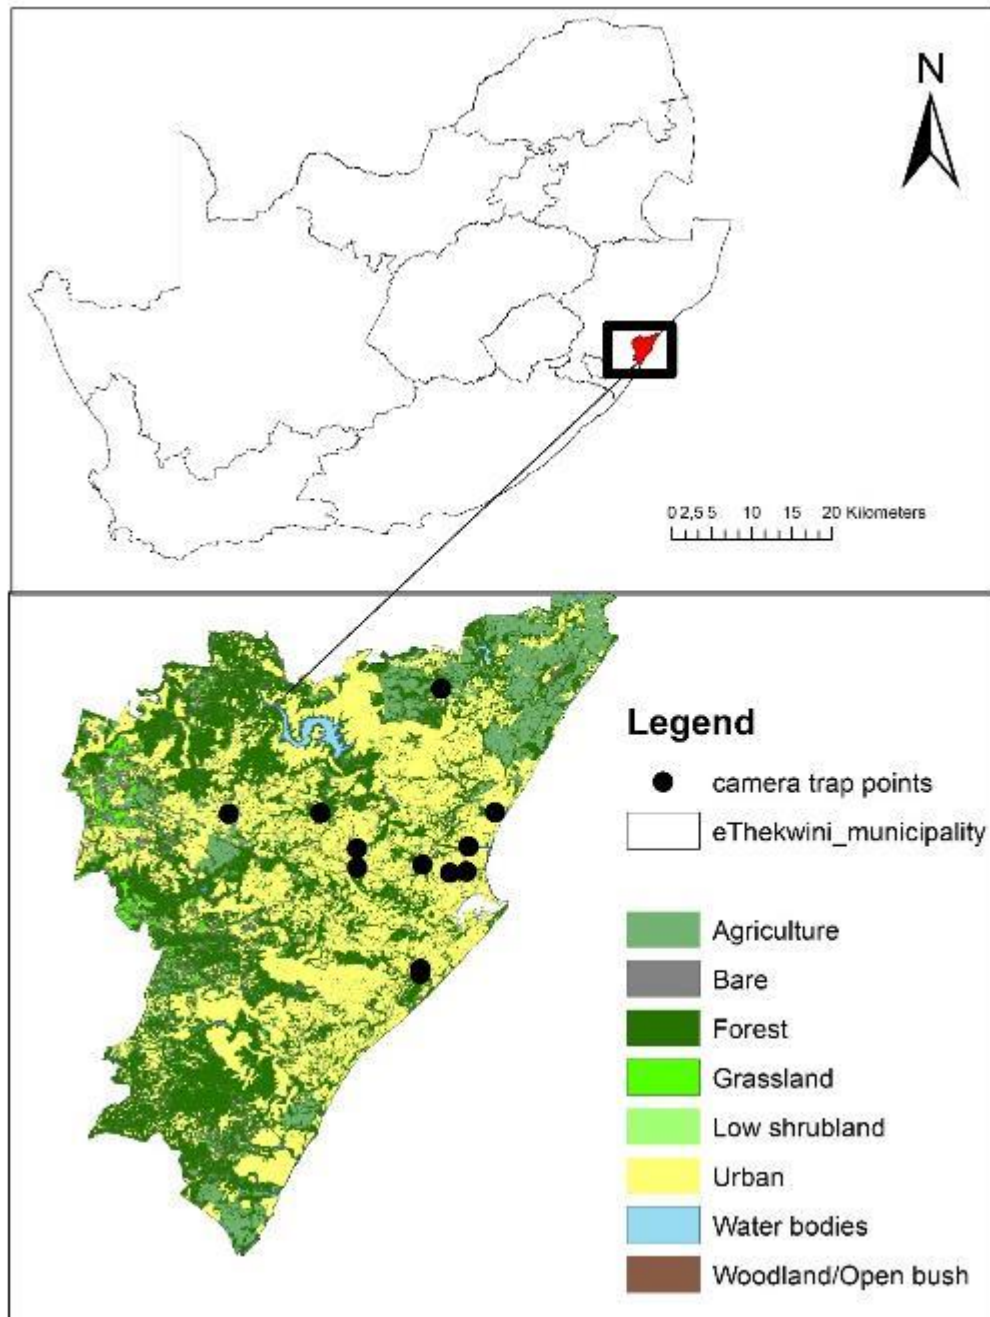 N
0 2,5 5 10 15 20 Kilometers
Legend
camera trap points
eThekwini_municipality
Agriculture
Bare
Forest
Grassland
Low shrubland
Urban
Water bodies
Woodland/Open bush